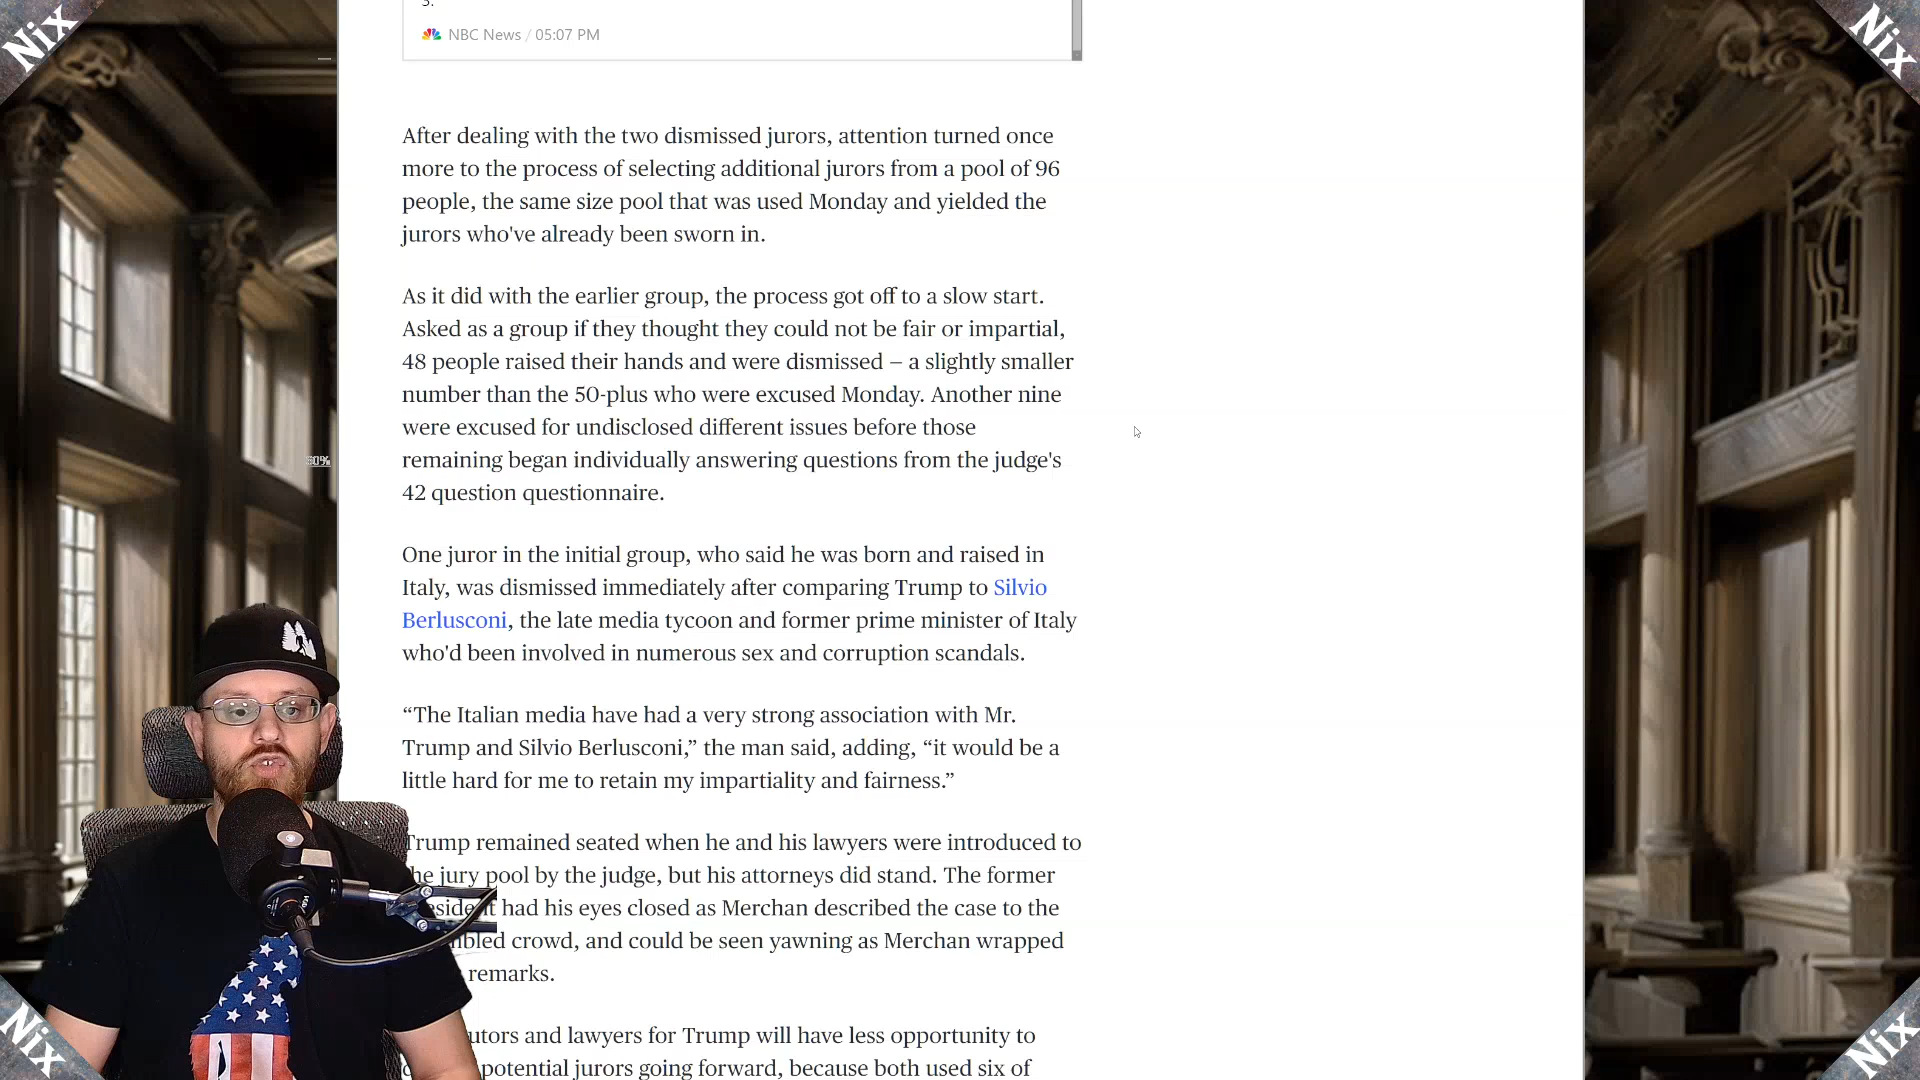 Nix
Nix
3.
NBC News / 05:07 PM
After dealing with the two dismissed jurors, attention turned once
more to the process of selecting additional jurors from a pool of 96
people, the same size pool that was used Monday and yielded the
jurors who've already been sworn in.
As it did with the earlier group, the process got off to a slow start.
Asked as a group if they thought they could not be fair or impartial,
48 people raised their hands and were dismissed – a slightly smaller
number than the 50-plus who were excused Monday. Another nine
were excused for undisclosed different issues before those
60%
remaining began individually answering questions from the judge's
42 question questionnaire.
One juror in the initial group, who said he was born and raised in
Italy, was dismissed immediately after comparing Trump to Silvio
Berlusconi, the late media tycoon and former prime minister of Italy
who'd been involved in numerous sex and corruption scandals.
“The Italian media have had a very strong association with Mr.
Trump and Silvio Berlusconi,” the man said, adding, “it would be a
little hard for me to retain my impartiality and fairness.”
Trump remained seated when he and his lawyers were introduced to
the jury pool by the judge, but his attorneys did stand. The former
had his eyes closed as Merchan described the case to the
crowd, and could be seen yawning as Merchan wrapped
remarks.
and lawyers for Trump will have less opportunity to
potential jurors going forward, because both used six of
Nix
Nix